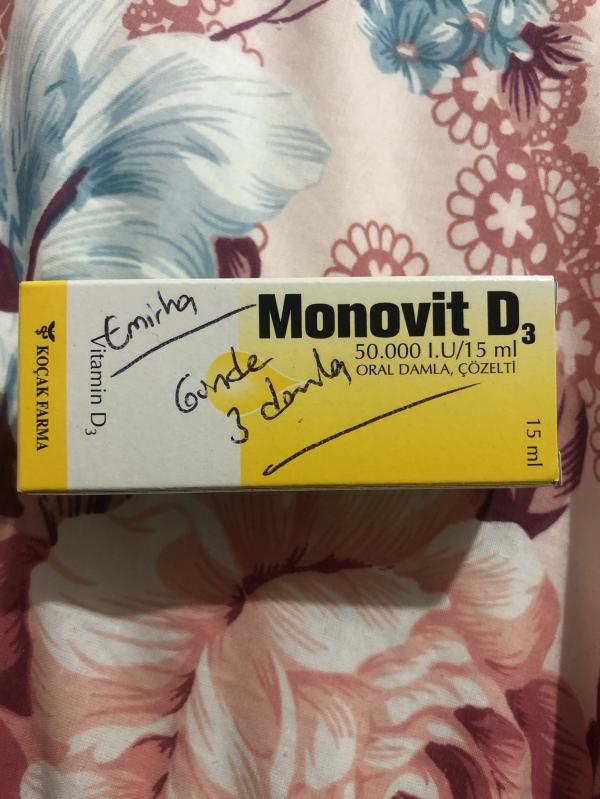 Emirha
Monovit D3
50.000 I.U/15 ml
ORAL DAMLA, ÇÖZELTİ
Günde
3 damla
KOÇAK FARMA
Vitamin D3
15 ml